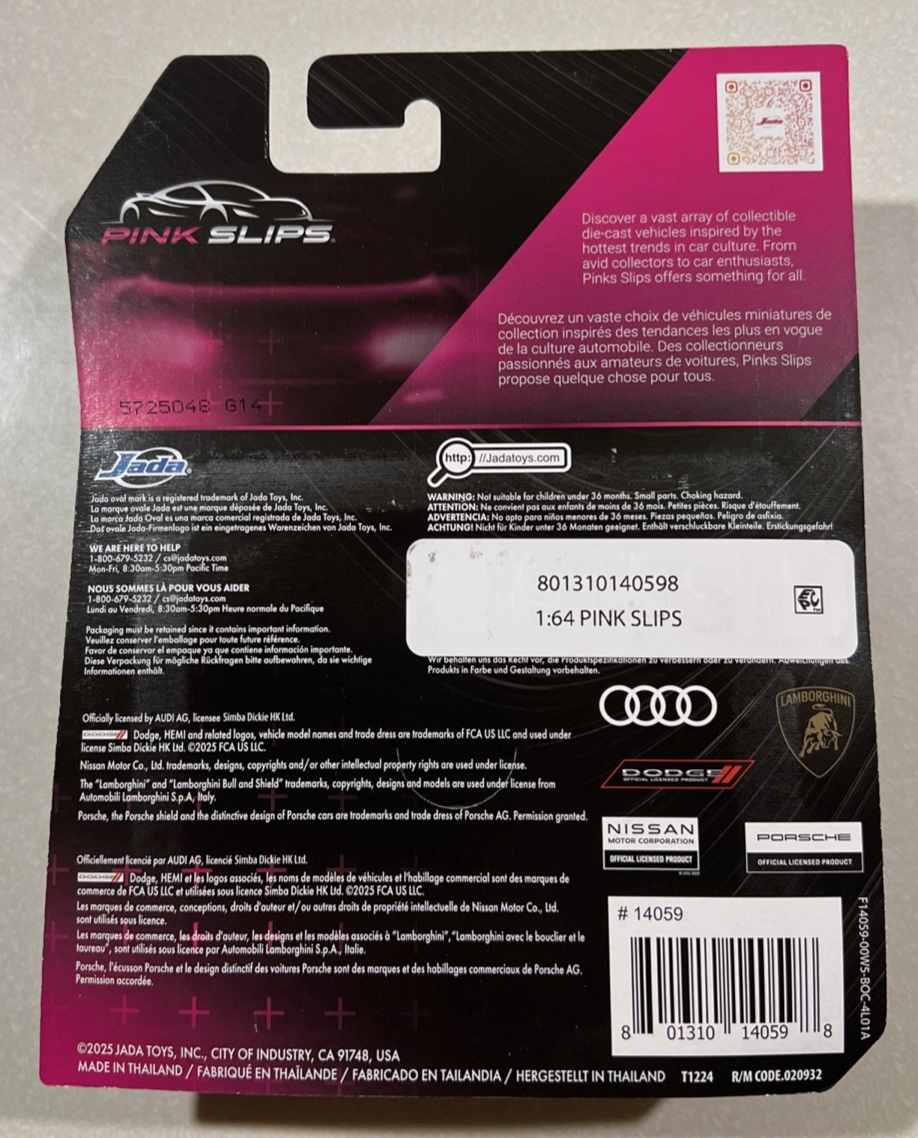 Jada
PINK SLIPS
Discover a vast array of collectible
die-cast vehicles inspired by the
hottest trends in car culture. From
avid collectors to car enthusiasts,
Pinks Slips offers something for all.
Découvrez un vaste choix de véhicules miniatures de
collection inspirés des tendances les plus en vogue
de la culture automobile. Des collectionneurs
passionnés aux amateurs de voitures, Pinks Slips
propose quelque chose pour tous.
5725048 G14
Jada
http: //Jadatoys.com
Jada oval mark is a registered trademark of Jada Toys, Inc.
La marque ovale Jada est une marque déposée de Jada Toys, Inc.
La marca Jada Oval es una marca comercial registrada de Jada Toys, Inc.
Das ovale Jada-Firmenlogo ist ein eingetragenes Warenzeichen von Jada Toys, Inc.
WARNING: Not suitable for children under 36 months. Small parts. Choking hazard.
ATTENTION: Ne convient pas aux enfants de moins de 36 mois. Petites pièces. Risque d'étouffement.
ADVERTENCIA: No apto para niños menores de 36 meses. Piezas pequeñas. Peligro de asfixia.
ACHTUNG! Nicht für Kinder unter 36 Monaten geeignet. Enthält verschluckbare Kleinteile. Erstickungsgefahr!
WE ARE HERE TO HELP
1-800-679-5232 / cs@jadatoys.com
Mon-Fri, 8:30am-5:30pm Pacific Time
NOUS SOMMES LÀ POUR VOUS AIDER
1-800-679-5232 / cs@jadatoys.com
Lundi au Vendredi, 8:30am-5:30pm Heure normale du Pacifique
801310140598
1:64 PINK SLIPS
Packaging must be retained since it contains important information.
Veuillez conserver l'emballage pour toute future référence.
Favor de conservar el empaque ya que contiene información importante.
Diese Verpackung für mögliche Rückfragen bitte aufbewahren, da sie wichtige
Informationen enthält.
Wir behalten uns das Recht vor, die Produktspezifikationen zu verbessern oder zu verändern. Abweichungen des
Produkts in Farbe und Gestaltung vorbehalten.
Officially licensed by AUDI AG, licensee Simba Dickie HK Ltd.
DODGE Dodge, HEMI and related logos, vehicle model names and trade dress are trademarks of FCA US LLC and used under
license Simba Dickie HK Ltd. ©2025 FCA US LLC.
Nissan Motor Co., Ltd. trademarks, designs, copyrights and/or other intellectual property rights are used under license.
The "Lamborghini" and "Lamborghini Bull and Shield" trademarks, copyrights, designs and models are used under license from
Automobili Lamborghini S.p.A, Italy.
Porsche, the Porsche shield and the distinctive design of Porsche cars are trademarks and trade dress of Porsche AG. Permission granted.
LAMBORGHINI
DODGE
OFFICIAL LICENSED PRODUCT
NISSAN
MOTOR CORPORATION
OFFICIAL LICENSED PRODUCT
PORSCHE
OFFICIAL LICENSED PRODUCT
Officiellement licencié par AUDI AG, licencié Simba Dickie HK Ltd.
DODGE Dodge, HEMI et les logos associés, les noms de modèles de véhicules et l'habillage commercial sont des marques de
commerce de FCA US LLC et utilisées sous licence Simba Dickie HK Ltd. ©2025 FCA US LLC.
Les marques de commerce, conceptions, droits d'auteur et/ou autres droits de propriété intellectuelle de Nissan Motor Co., Ltd.
sont utilisés sous licence.
Les marques de commerce, les droits d'auteur, les designs et les modèles associés à "Lamborghini", "Lamborghini avec le bouclier et le
taureau", sont utilisés sous licence par Automobili Lamborghini S.p.A., Italie.
Porsche, l'écusson Porsche et le design distinctif des voitures Porsche sont des marques et des habillages commerciaux de Porsche AG.
Permission accordée.
# 14059
8 01310 14059 8
F14059-00W5-BOC-4L01A
©2025 JADA TOYS, INC., CITY OF INDUSTRY, CA 91748, USA
MADE IN THAILAND / FABRIQUÉ EN THAÏLANDE / FABRICADO EN TAILANDIA / HERGESTELLT IN THAILAND T1224 R/M CODE.020932